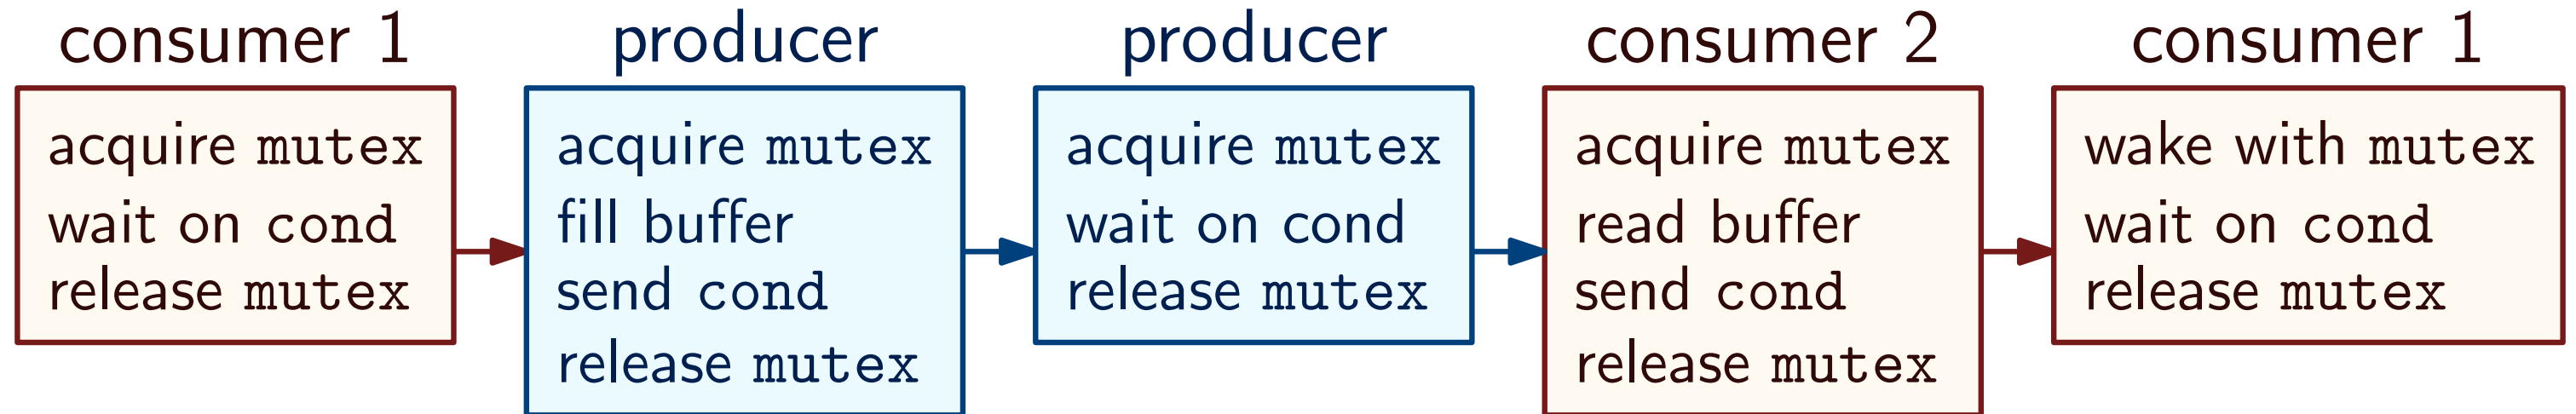 consumer 1
acquire mutex
wait on cond
release mutex
producer
acquire mutex
fill buffer
send cond
release mutex
producer
acquire mutex
wait on cond
release mutex
consumer 2
acquire mutex
read buffer
send cond
release mutex
consumer 1
wake with mutex
wait on cond
release mutex